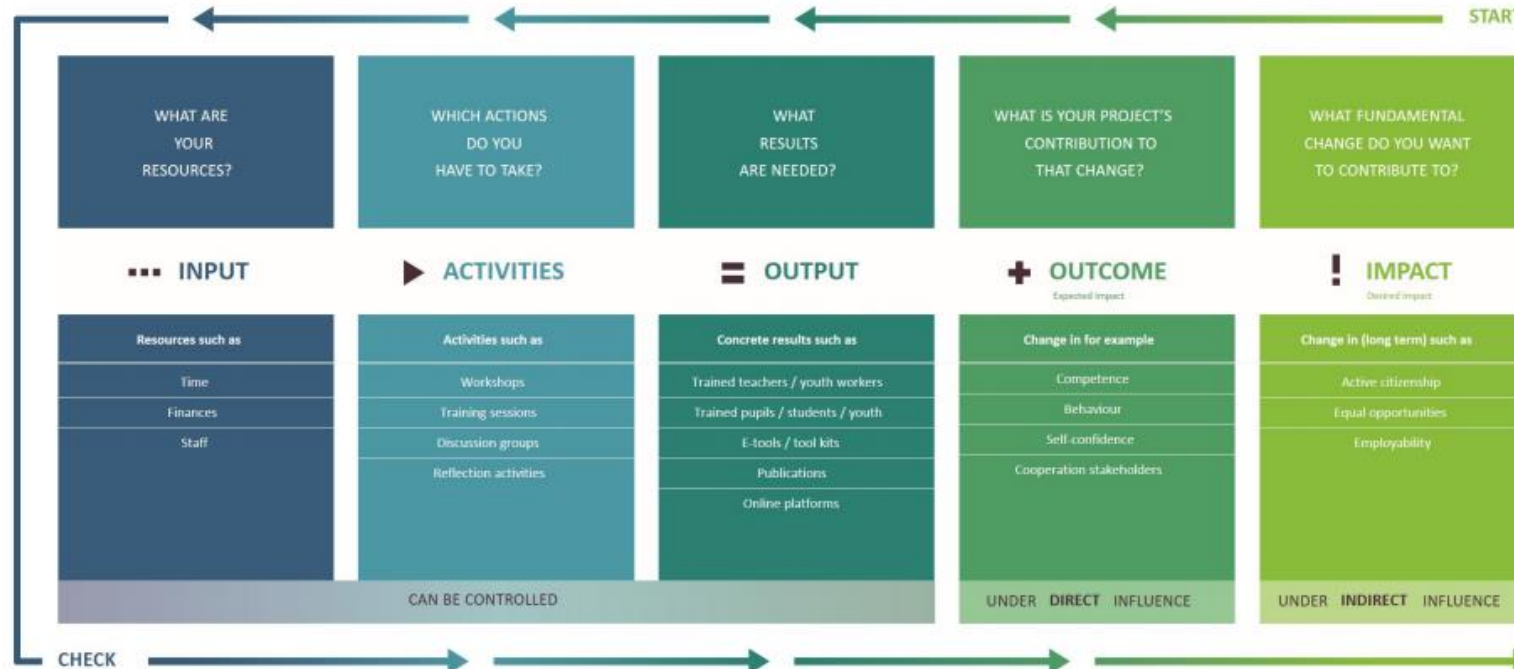 START
WHAT ARE
YOUR
RESOURCES?
WHICH ACTIONS
DO YOU
HAVE TO TAKE?
WHAT
RESULTS
ARE NEEDED?
WHAT IS YOUR PROJECT'S
CONTRIBUTION TO
THAT CHANGE?
WHAT FUNDAMENTAL
CHANGE DO YOU WANT
TO CONTRIBUTE TO?
INPUT
ACTIVITIES
OUTPUT
OUTCOME
Expected Impact
IMPACT
Desired Impact
Resources such as
Time
Finances
Staff
Activities such as
Workshops
Training sessions
Discussion groups
Reflection activities
Concrete results such as
Trained teachers / youth workers
Trained pupils / students / youth
E-tools / tool kits
Publications
Online platforms
Change in for example
Competence
Behaviour
Self-confidence
Cooperation stakeholders
Change in (long term) such as
Active citizenship
Equal opportunities
Employability
CAN BE CONTROLLED
UNDER DIRECT INFLUENCE
UNDER INDIRECT INFLUENCE
CHECK